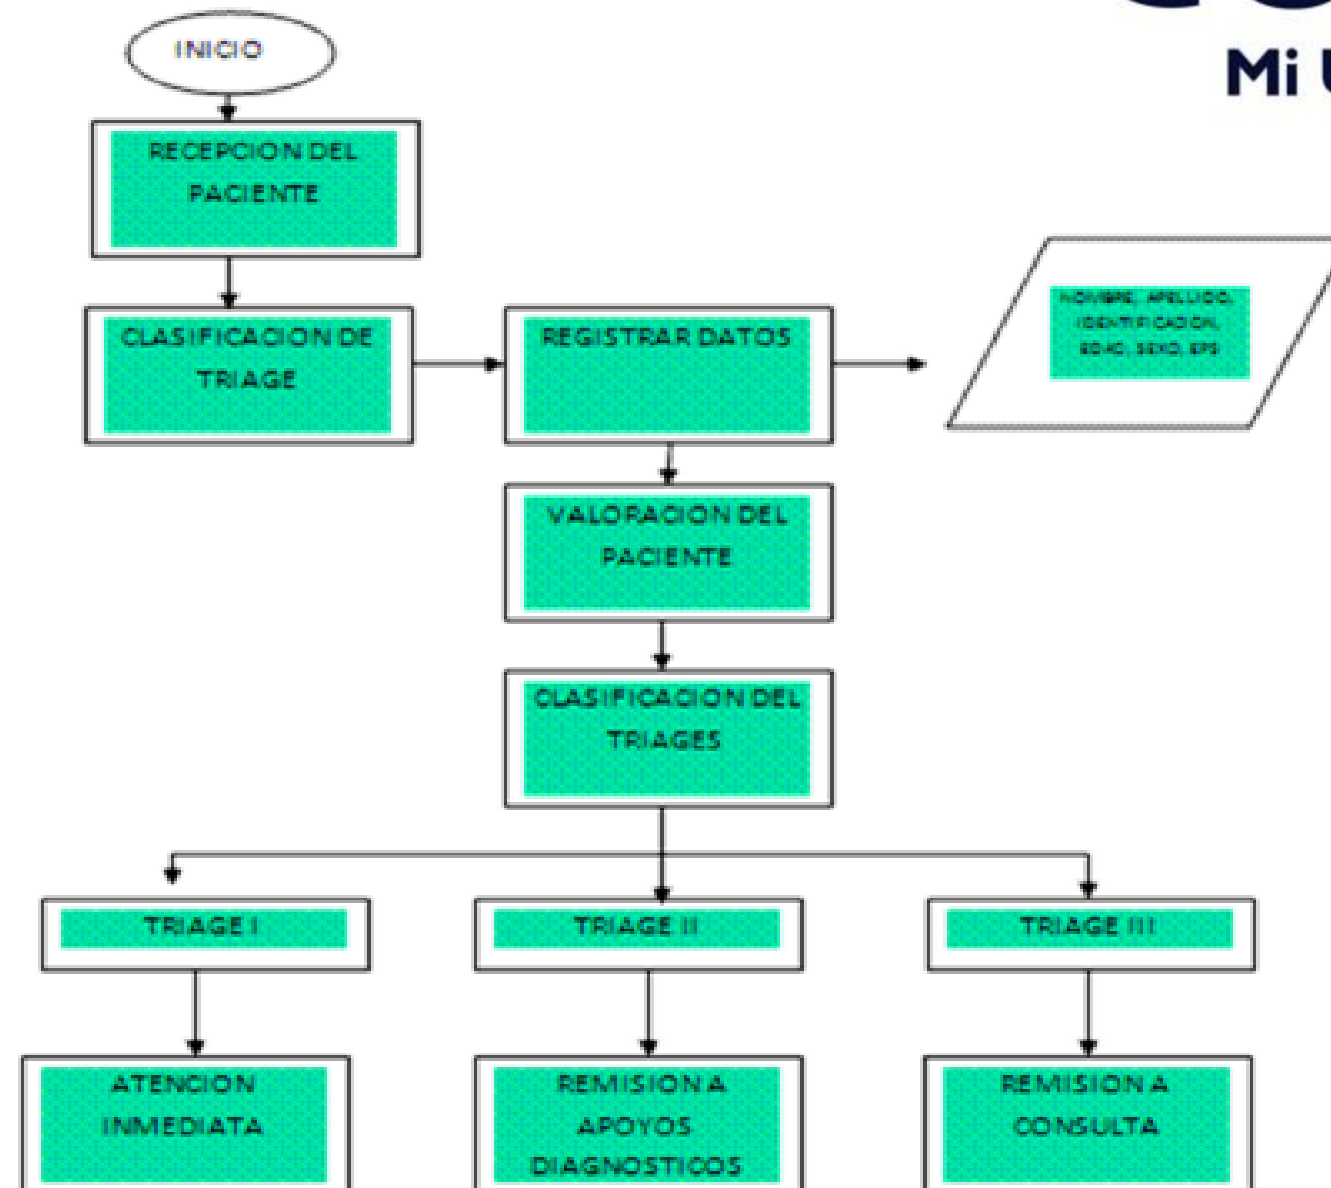 Mi
INICIO
RECEPCION DEL
PACIENTE
CLASIFICACION DE
TRIAGE
REGISTRAR DATOS
NOMBRE, APELLIDO,
IDENTIFICACION,
EDAD, SEXO, EPS
VALORACION DEL
PACIENTE
CLASIFICACION DEL
TRIAGES
TRIAGE I
TRIAGE II
TRIAGE III
ATENCION
INMEDIATA
REMISION A
APOYOS
DIAGNOSTICOS
REMISION A
CONSULTA